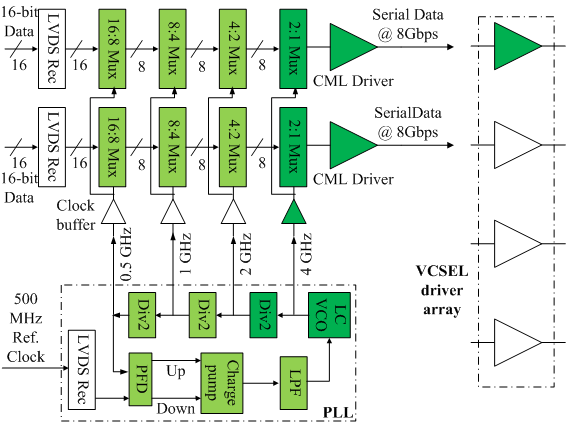 16-bit
Data
16
LVDS Rec
16
16:8 Mux
8
8:4 Mux
8
4:2 Mux
8
2:1 Mux
CML Driver
Serial Data
@ 8Gbps
16
16-bit
Data
LVDS Rec
16
16:8 Mux
8
8:4 Mux
8
4:2 Mux
8
2:1 Mux
CML Driver
SerialData
@ 8Gbps
Clock
buffer
0.5 GHz
1 GHz
2 GHz
4 GHz
VCSEL
driver
array
500
MHz
Ref.
Clock
Div2
Div2
Div2
LC
VCO
LVDS Rec
PFD
Up
Down
Charge
pump
LPF
PLL